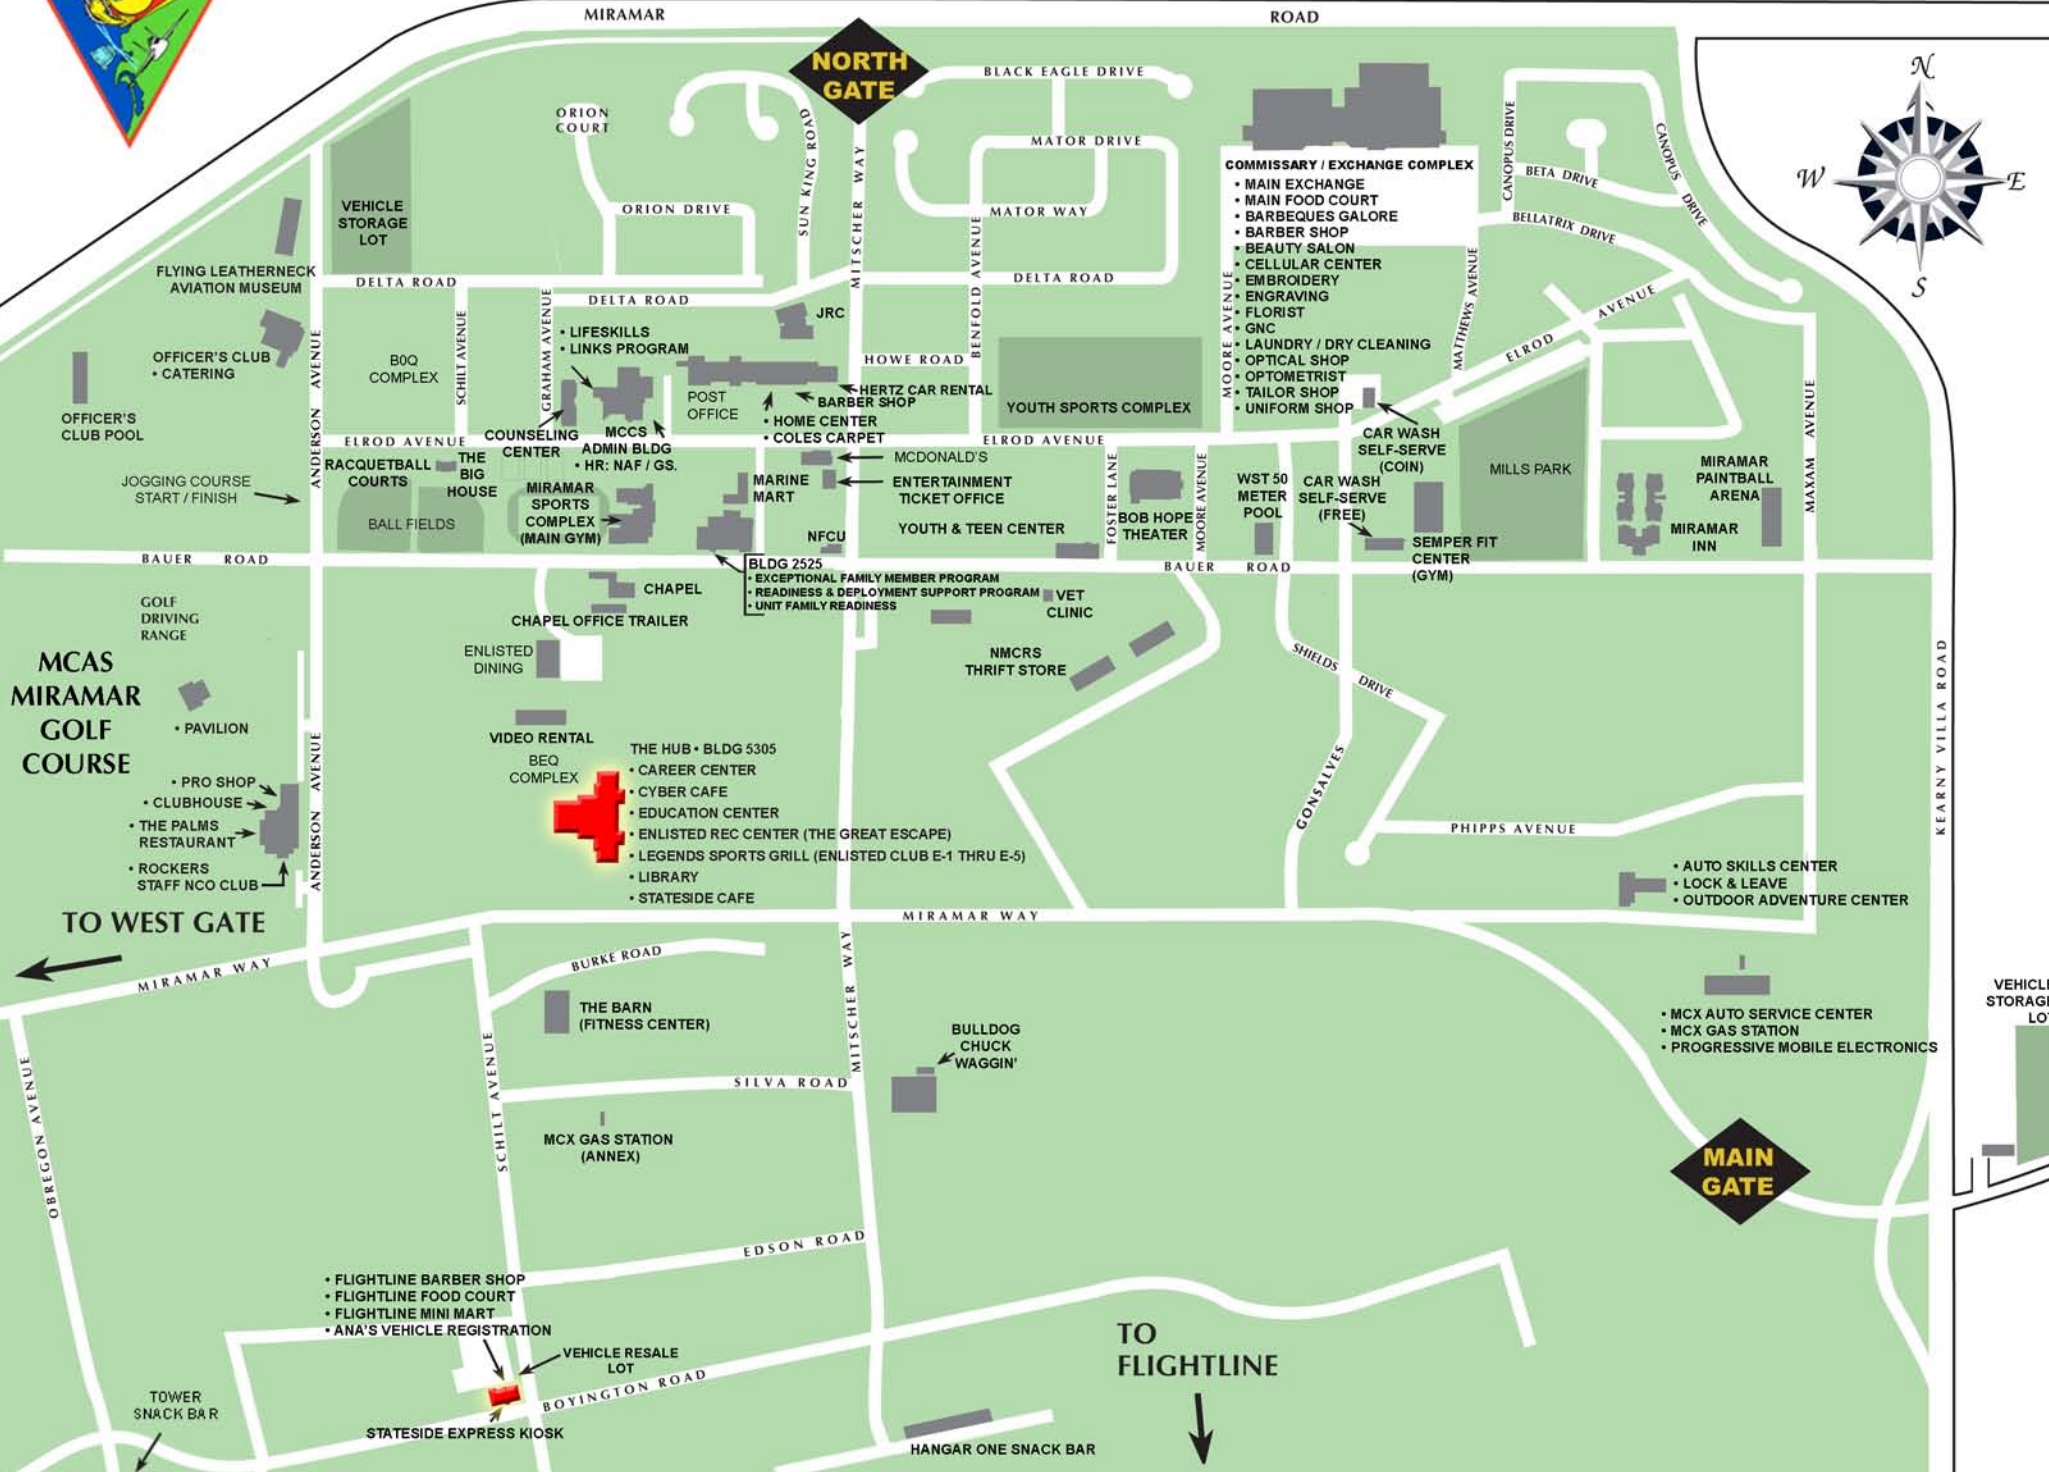 MIRAMAR ROAD
NORTH
GATE
BLACK EAGLE DRIVE
ORION
COURT
SUN KING ROAD
MITSCHER WAY
MATOR DRIVE
MATOR WAY
ORION DRIVE
BENFOLD AVENUE
CANOPUS DRIVE
CANOPUS DRIVE
BETA DRIVE
BELLATRIX DRIVE
N
W
E
S
COMMISSARY / EXCHANGE COMPLEX
• MAIN EXCHANGE
• MAIN FOOD COURT
• BARBEQUES GALORE
• BARBER SHOP
• BEAUTY SALON
• CELLULAR CENTER
• EMBROIDERY
• ENGRAVING
• FLORIST
• GNC
• LAUNDRY / DRY CLEANING
• OPTICAL SHOP
• OPTOMETRIST
• TAILOR SHOP
• UNIFORM SHOP
MOORE AVENUE
MATTHEWS AVENUE
ELROD AVENUE
VEHICLE
STORAGE
LOT
FLYING LEATHERNECK
AVIATION MUSEUM
DELTA ROAD
DELTA ROAD
DELTA ROAD
JRC
• LIFESKILLS
• LINKS PROGRAM
HOWE ROAD
OFFICER'S CLUB
• CATERING
BOQ
COMPLEX
ANDERSON AVENUE
SCHILT AVENUE
GRAHAM AVENUE
POST
OFFICE
HERTZ CAR RENTAL
BARBER SHOP
• HOME CENTER
• COLES CARPET
YOUTH SPORTS COMPLEX
OFFICER'S
CLUB POOL
ELROD AVENUE
COUNSELING
CENTER
MCCS
ADMIN BLDG
• HR: NAF / GS.
ELROD AVENUE
CAR WASH
SELF-SERVE
(COIN)
RACQUETBALL
COURTS
THE
BIG
HOUSE
MCDONALD'S
ENTERTAINMENT
TICKET OFFICE
MARINE
MART
JOGGING COURSE
START / FINISH
BALL FIELDS
MIRAMAR
SPORTS
COMPLEX
(MAIN GYM)
YOUTH & TEEN CENTER
NFCU
FOSTER LANE
BOB HOPE
THEATER
MOORE AVENUE
WST 50
METER
POOL
CAR WASH
SELF-SERVE
(FREE)
SEMPER FIT
CENTER
(GYM)
MILLS PARK
MIRAMAR
PAINTBALL
ARENA
MIRAMAR
INN
MAXAM AVENUE
BAUER ROAD
BAUER ROAD
BLDG 2525
• EXCEPTIONAL FAMILY MEMBER PROGRAM
• READINESS & DEPLOYMENT SUPPORT PROGRAM
• UNIT FAMILY READINESS
CHAPEL
CHAPEL OFFICE TRAILER
VET
CLINIC
GOLF
DRIVING
RANGE
ENLISTED
DINING
NMCRS
THRIFT STORE
SHIELDS DRIVE
KEARNY VILLA ROAD
MCAS
MIRAMAR
GOLF
COURSE
• PAVILION
VIDEO RENTAL
BEQ
COMPLEX
THE HUB • BLDG 5305
• CAREER CENTER
• CYBER CAFE
• EDUCATION CENTER
• ENLISTED REC CENTER (THE GREAT ESCAPE)
• LEGENDS SPORTS GRILL (ENLISTED CLUB E-1 THRU E-5)
• LIBRARY
• STATESIDE CAFE
• PRO SHOP
• CLUBHOUSE
• THE PALMS
RESTAURANT
• ROCKERS
STAFF NCO CLUB
ANDERSON AVENUE
GONSALVES
PHIPPS AVENUE
• AUTO SKILLS CENTER
• LOCK & LEAVE
• OUTDOOR ADVENTURE CENTER
TO WEST GATE
MIRAMAR WAY
MIRAMAR WAY
BURKE ROAD
MITSCHER WAY
THE BARN
(FITNESS CENTER)
BULLDOG
CHUCK
WAGGIN'
• MCX AUTO SERVICE CENTER
• MCX GAS STATION
• PROGRESSIVE MOBILE ELECTRONICS
VEHICL
STORAG
LO
OBREGON AVENUE
SCHILT AVENUE
SILVA ROAD
MCX GAS STATION
(ANNEX)
MAIN
GATE
EDSON ROAD
• FLIGHTLINE BARBER SHOP
• FLIGHTLINE FOOD COURT
• FLIGHTLINE MINI MART
• ANA'S VEHICLE REGISTRATION
VEHICLE RESALE
LOT
BOYINGTON ROAD
TO
FLIGHTLINE
TOWER
SNACK BAR
STATESIDE EXPRESS KIOSK
HANGAR ONE SNACK BAR